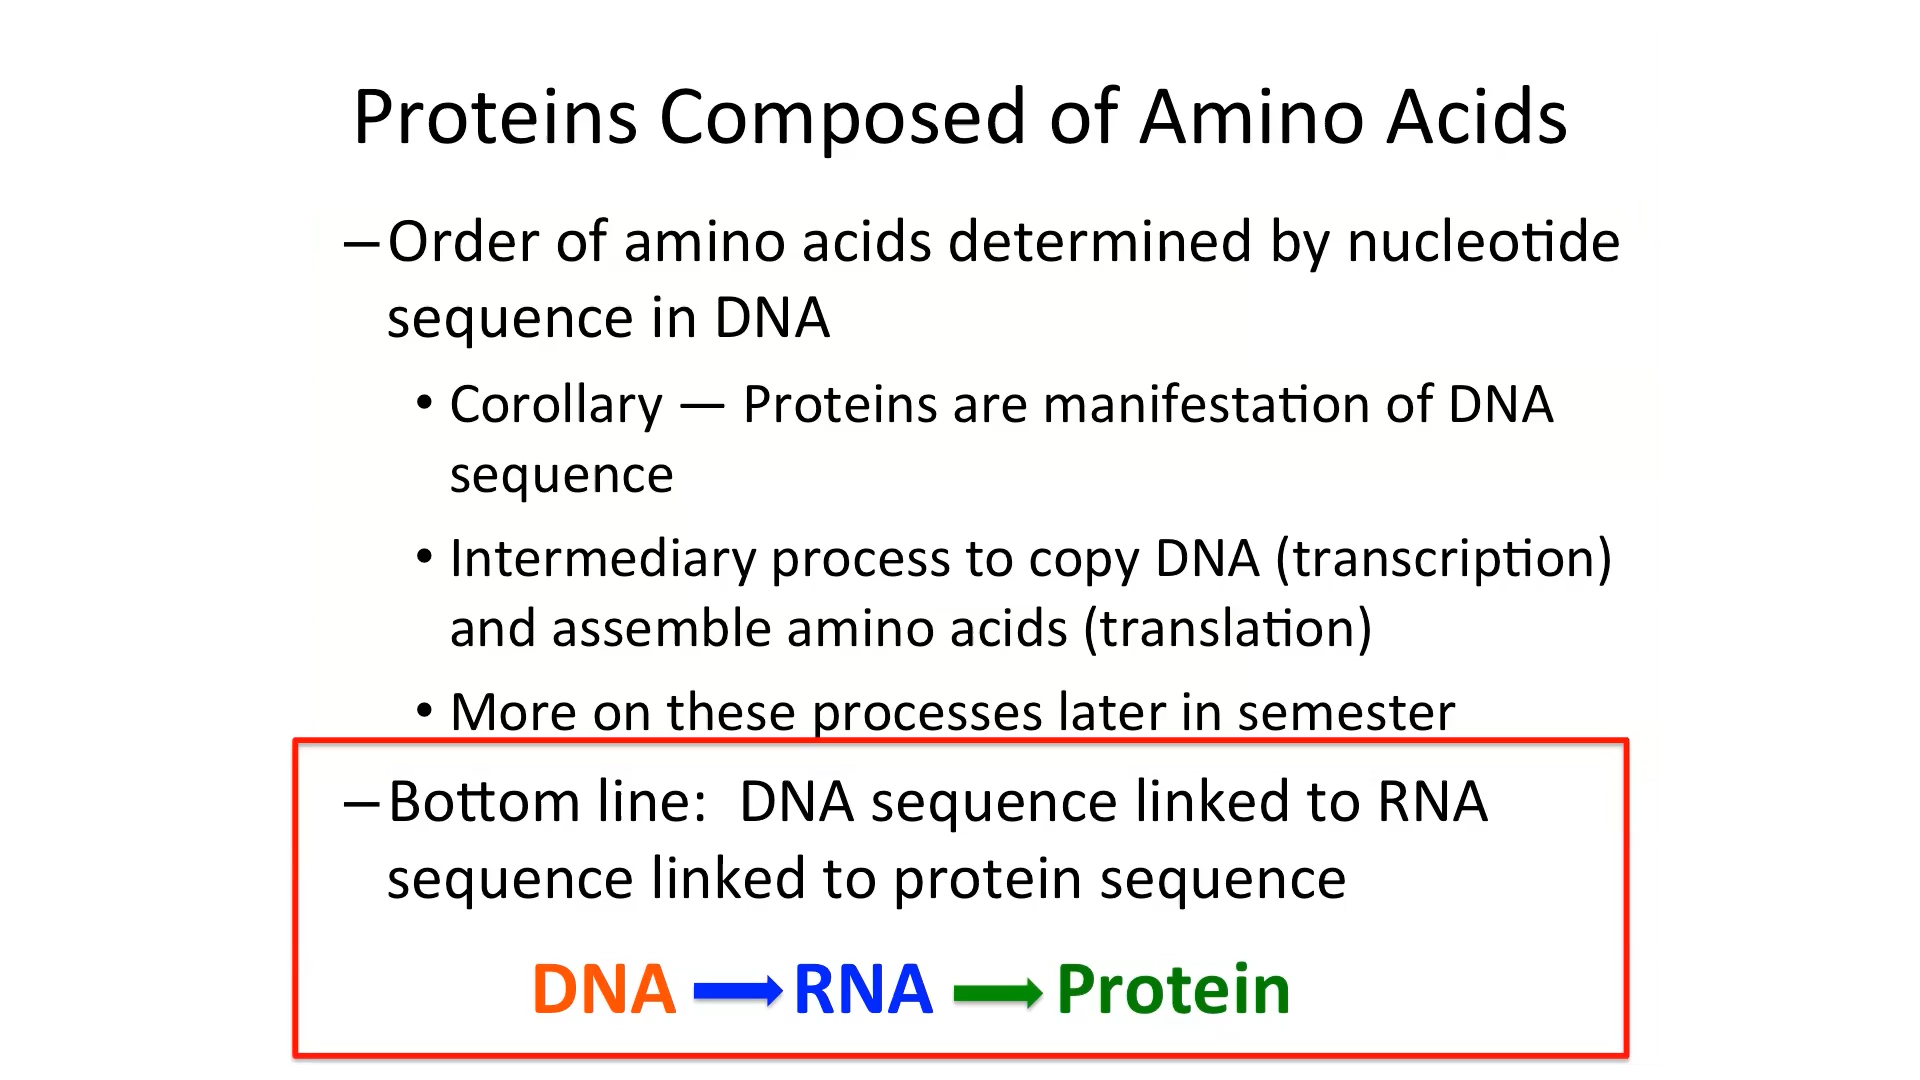 Proteins Composed of Amino Acids
–Order of amino acids determined by nucleotide
sequence in DNA
• Corollary — Proteins are manifestation of DNA
sequence
• Intermediary process to copy DNA (transcription)
and assemble amino acids (translation)
• More on these processes later in semester
–Bottom line:  DNA sequence linked to RNA
sequence linked to protein sequence
DNA → RNA → Protein